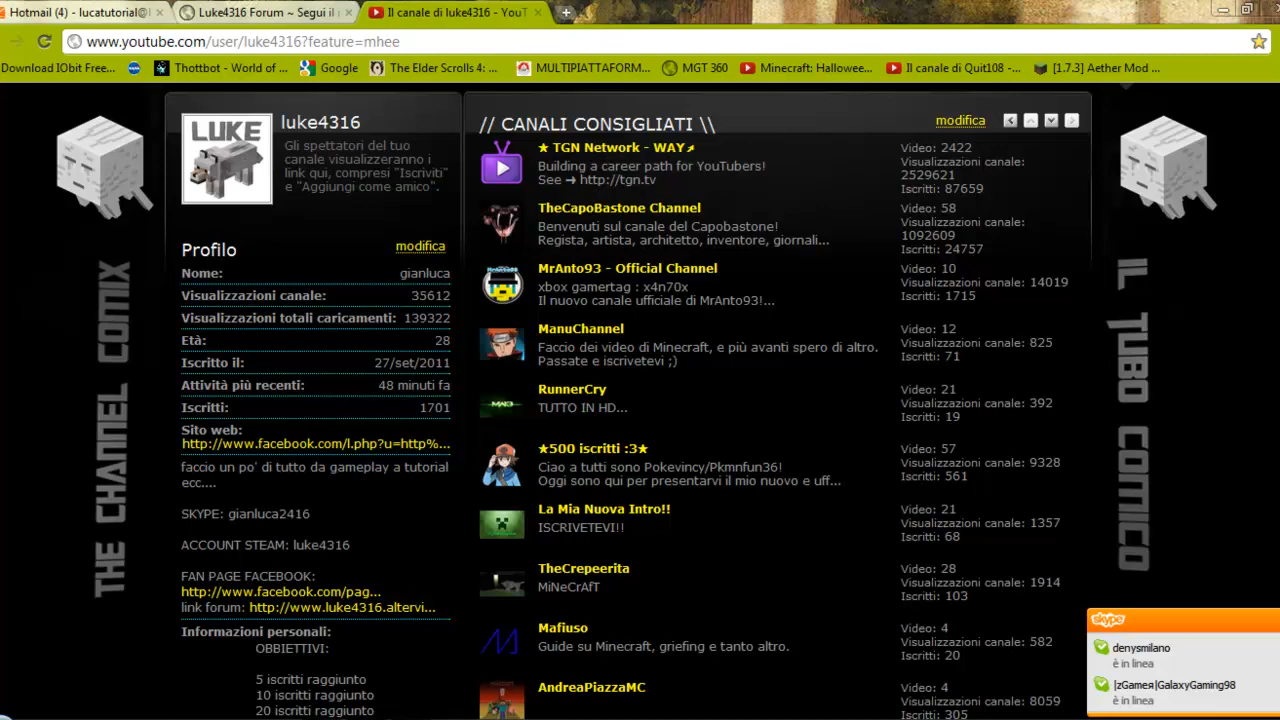 Hotmail (4) - lucatutorial@
Luke4316 Forum ~ Segui il
Il canale di luke4316 - YouT
www.youtube.com/user/luke4316?feature=mhee
Download IObit Free...
Thottbot - World of ...
Google
The Elder Scrolls 4: ...
MULTIPIATTAFORM...
MGT 360
Minecraft: Hallowee...
Il canale di Quit108 -...
[1.7.3] Aether Mod ...
LUKE
luke4316
Gli spettatori del tuo
canale visualizzeranno i
link qui, compresi "Iscriviti"
e "Aggiungi come amico".
Profilo
modifica
Nome: gianluca
Visualizzazioni canale: 35612
Visualizzazioni totali caricamenti: 139322
Età: 28
Iscritto il: 27/set/2011
Attività più recenti: 48 minuti fa
Iscritti: 1701
Sito web:
http://www.facebook.com/l.php?u=http%...
faccio un po' di tutto da gameplay a tutorial
ecc....
SKYPE: gianluca2416
ACCOUNT STEAM: luke4316
FAN PAGE FACEBOOK:
http://www.facebook.com/pag...
link forum: http://www.luke4316.altervi...
Informazioni personali:
OBBIETTIVI:
5 iscritti raggiunto
10 iscritti raggiunto
20 iscritti raggiunto
THE CHANNEL COMIX
// CANALI CONSIGLIATI \\
modifica
★ TGN Network - WAY➚
Building a career path for YouTubers!
See ➜ http://tgn.tv
Video: 2422
Visualizzazioni canale:
2529621
Iscritti: 87659
TheCapoBastone Channel
Benvenuti sul canale del Capobastone!
Regista, artista, architetto, inventore, giornali...
Video: 58
Visualizzazioni canale:
1092609
Iscritti: 24757
MrAnto93 - Official Channel
xbox gamertag : x4n70x
Il nuovo canale ufficiale di MrAnto93!...
Video: 10
Visualizzazioni canale: 14019
Iscritti: 1715
ManuChannel
Faccio dei video di Minecraft, e più avanti spero di altro.
Passate e iscrivetevi ;)
Video: 12
Visualizzazioni canale: 825
Iscritti: 71
RunnerCry
TUTTO IN HD...
Video: 21
Visualizzazioni canale: 392
Iscritti: 19
★500 iscritti :3★
Ciao a tutti sono Pokevincy/Pkmnfun36!
Oggi sono qui per presentarvi il mio nuovo e uff...
Video: 57
Visualizzazioni canale: 9328
Iscritti: 561
La Mia Nuova Intro!!
ISCRIVETEVI!!
Video: 21
Visualizzazioni canale: 1357
Iscritti: 68
TheCrepeerita
MiNeCrAfT
Video: 28
Visualizzazioni canale: 1914
Iscritti: 103
Mafiuso
Guide su Minecraft, griefing e tanto altro.
Video: 4
Visualizzazioni canale: 582
Iscritti: 20
AndreaPiazzaMC
Video: 4
Visualizzazioni canale: 8059
Iscritti: 305
IL TUBO COMICO
skype
denysmilano
è in linea
|zGameя|GalaxyGaming98
è in linea